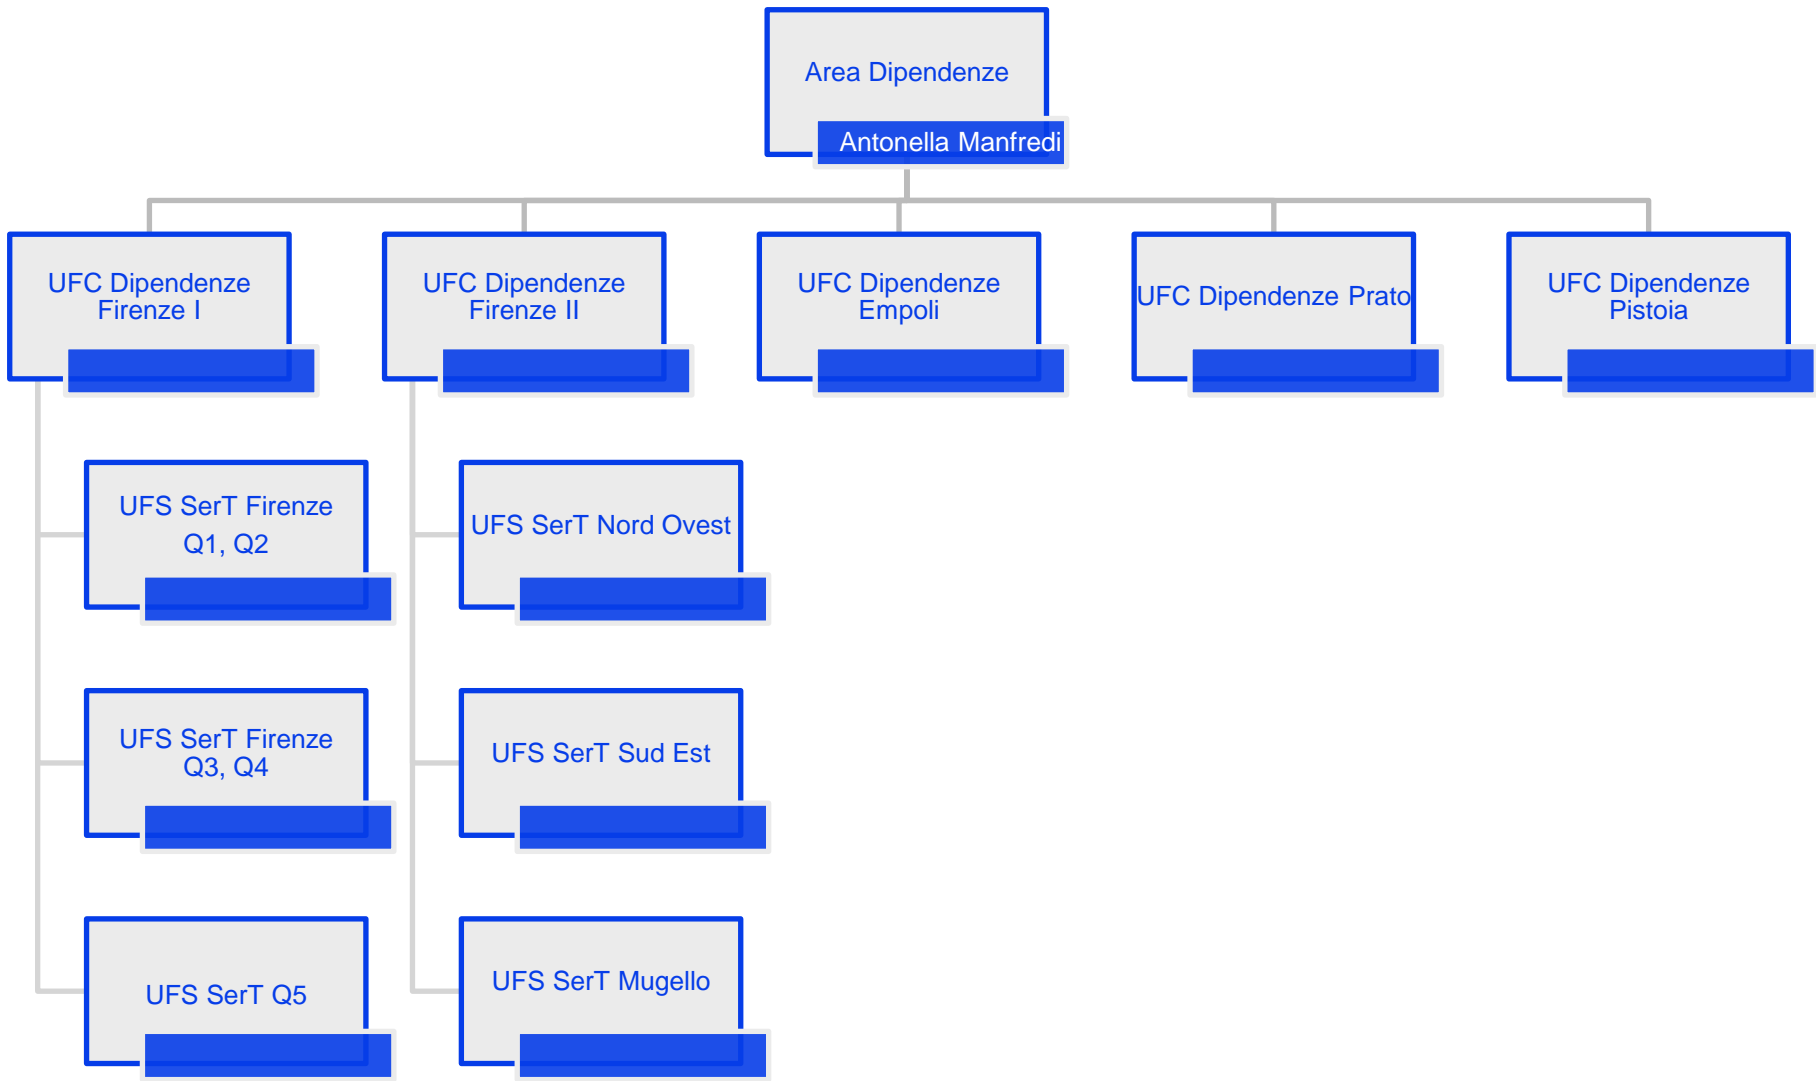 Area Dipendenze
Antonella Manfredi
UFC Dipendenze
Firenze I
UFC Dipendenze
Firenze II
UFC Dipendenze
Empoli
UFC Dipendenze Prato
UFC Dipendenze
Pistoia
UFS SerT Firenze
Q1, Q2
UFS SerT Nord Ovest
UFS SerT Firenze
Q3, Q4
UFS SerT Sud Est
UFS SerT Q5
UFS SerT Mugello